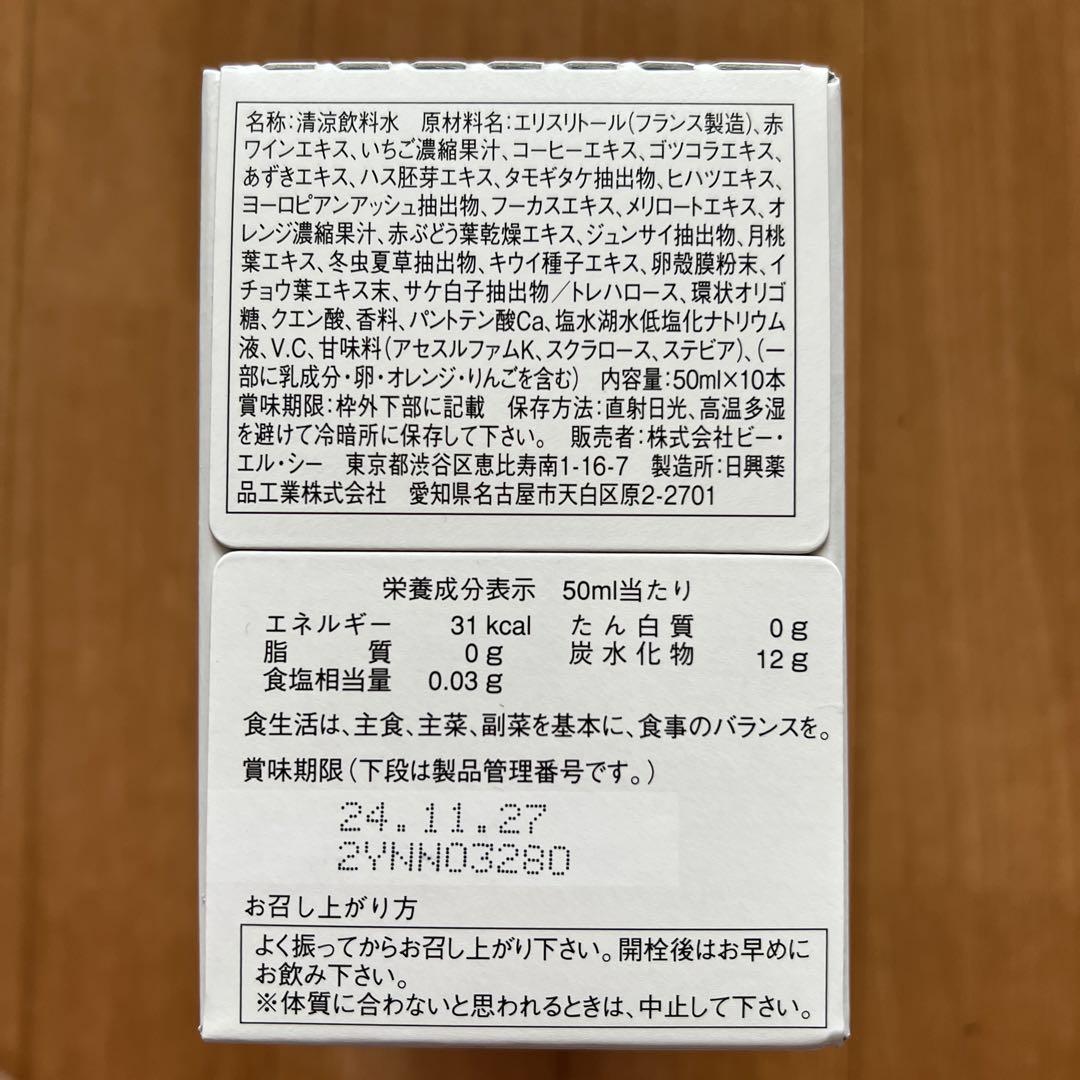 名称:清涼飲料水　原材料名:エリスリトール(フランス製造)、赤
ワインエキス、いちご濃縮果汁、コーヒーエキス、ゴツコラエキス、
あずきエキス、ハス胚芽エキス、タモギタケ抽出物、ヒハツエキス、
ヨーロピアンアッシュ抽出物、フーカスエキス、メリロートエキス、オ
レンジ濃縮果汁、赤ぶどう葉乾燥エキス、ジュンサイ抽出物、月桃
葉エキス、冬虫夏草抽出物、キウイ種子エキス、卵殻膜粉末、イ
チョウ葉エキス末、サケ白子抽出物／トレハロース、環状オリゴ
糖、クエン酸、香料、パントテン酸Ca、塩水湖水低塩化ナトリウム
液、V.C、甘味料(アセスルファムK、スクラロース、ステビア)、(一
部に乳成分・卵・オレンジ・りんごを含む)　内容量:50ml×10本
賞味期限:枠外下部に記載　保存方法:直射日光、高温多湿
を避けて冷暗所に保存して下さい。　販売者:株式会社ビー・
エル・シー　東京都渋谷区恵比寿南1-16-7　製造所:日興薬
品工業株式会社　愛知県名古屋市天白区原2-2701
栄養成分表示　50ml当たり
エネルギー　31kcal　たん白質　0g
脂質　0g　炭水化物　12g
食塩相当量　0.03g
食生活は、主食、主菜、副菜を基本に、食事のバランスを。
賞味期限(下段は製品管理番号です。)
24.11.27
2YNN03280
お召し上がり方
よく振ってからお召し上がり下さい。開栓後はお早めに
お飲み下さい。
※体質に合わないと思われるときは、中止して下さい。